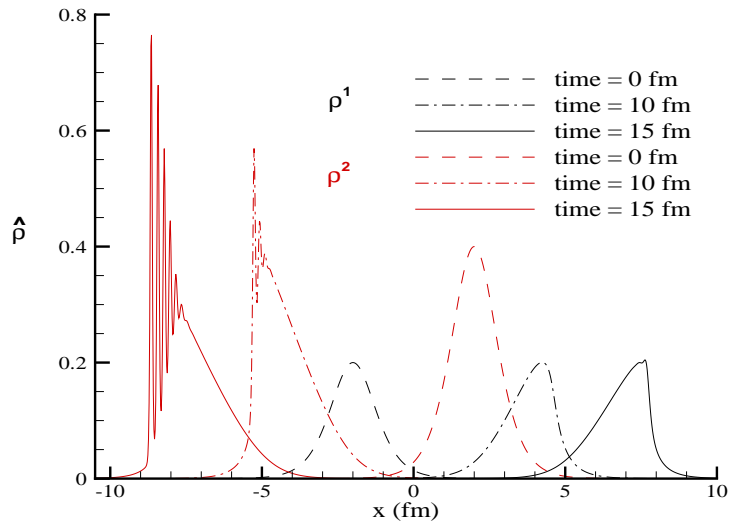 0.8
time = 0 fm
ρ¹
time = 10 fm
time = 15 fm
0.6
time = 0 fm
ρ²
time = 10 fm
time = 15 fm
ρ̂
0.4
0.2
0
-10 -5 0 5 10
x (fm)